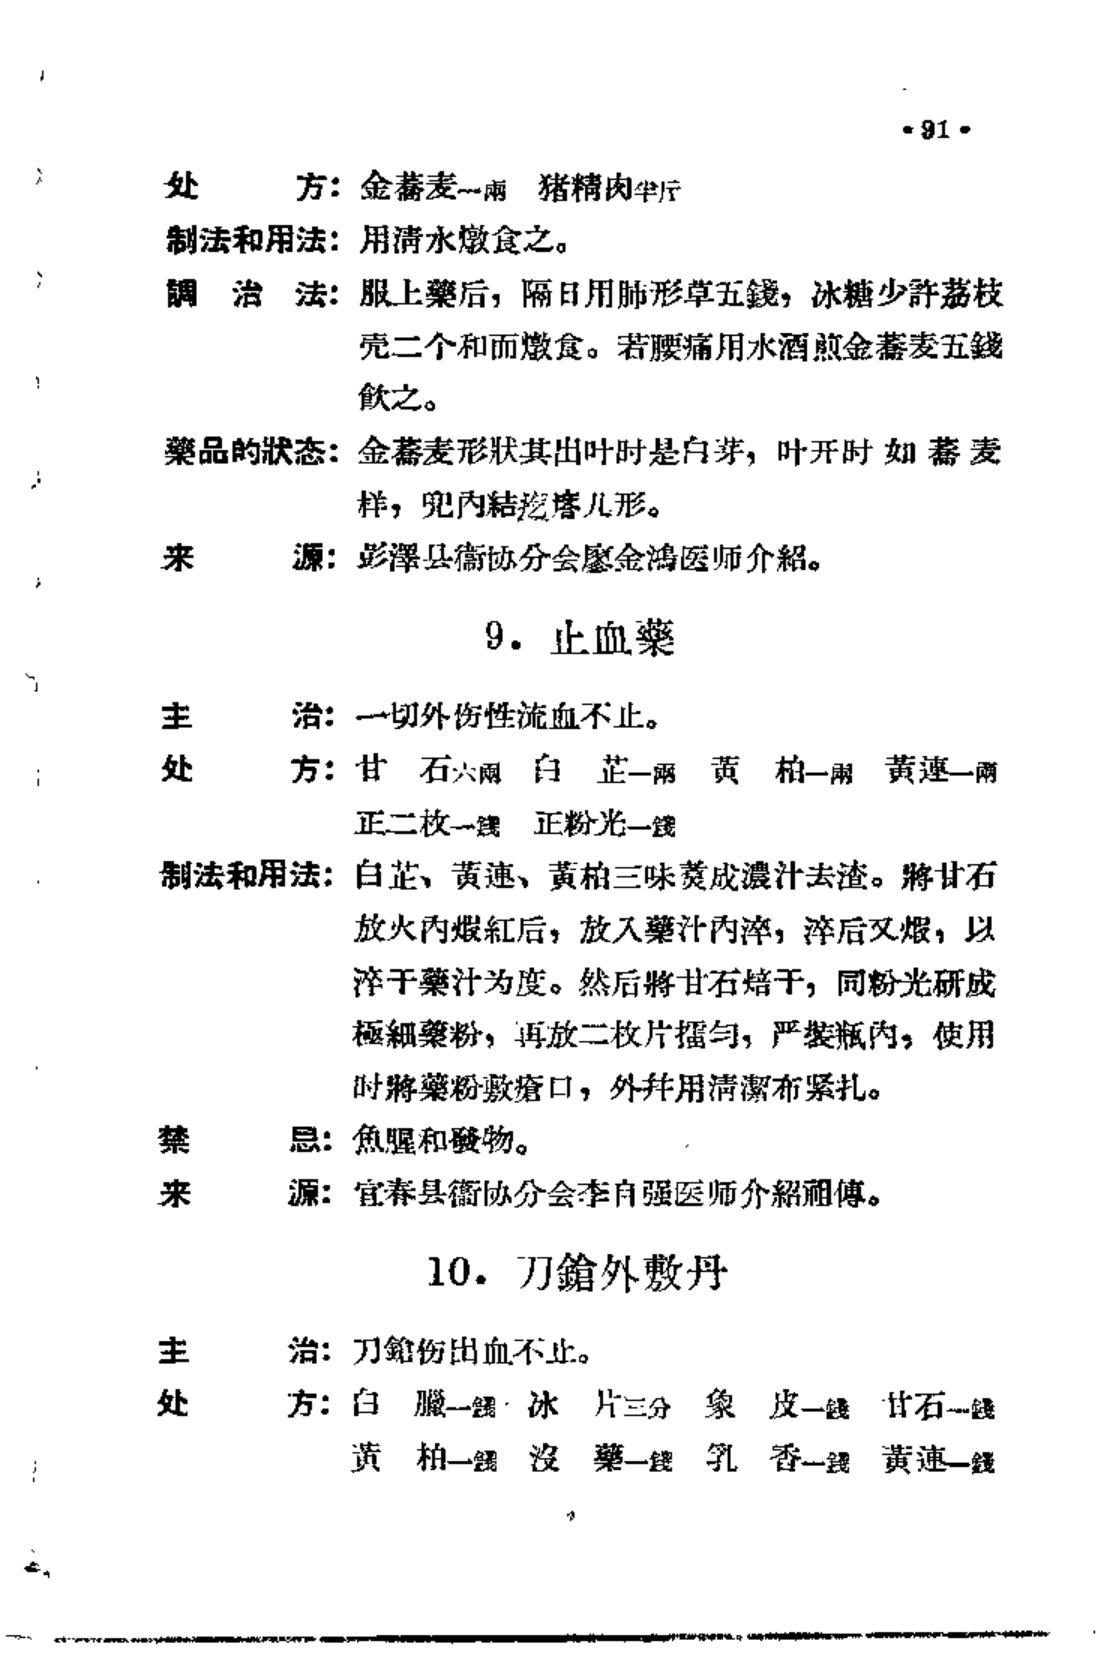 •91•
处　　　方：金蕎麦一兩　猪精肉半斤
制法和用法：用清水燉食之。
調　治　法：服上藥后，隔日用肺形草五錢，冰糖少許荔枝
壳二个和而燉食。若腰痛用水酒煎金蕎麦五錢
飲之。
藥品的狀态：金蕎麦形狀其出叶时是白芽，叶开时如蕎麦
样，兜內結疙瘩儿形。
来　　　源：彭澤县衞协分会廖金鴻医师介紹。
9．止血藥
主　　　治：一切外伤性流血不止。
处　　　方：甘　石六兩　白　芷一兩　黃　柏一兩　黃連一兩
正二枚一錢　正粉光一錢
制法和用法：白芷、黃連、黃柏三味熬成濃汁去渣。將甘石
放火內煆紅后，放入藥汁內淬，淬后又煆，以
淬干藥汁为度。然后將甘石焙干，同粉光研成
極細藥粉，再放二枚片擂匀，严裝瓶內，使用
时將藥粉敷瘡口，外幷用清潔布紧扎。
禁　　　忌：魚腥和發物。
来　　　源：宜春县衞协分会李自强医师介紹祖傳。
10．刀鎗外敷丹
主　　　治：刀鎗伤出血不止。
处　　　方：白　臘一錢　冰　片三分　象　皮一錢　甘石一錢
黃　柏一錢　沒　藥一錢　乳　香一錢　黃連一錢